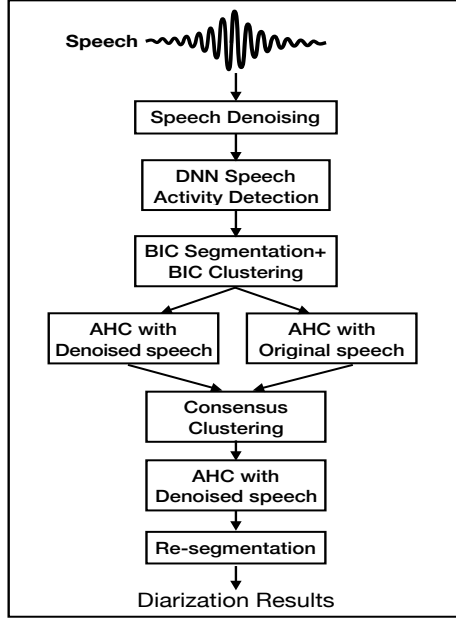 Speech
Speech Denoising
DNN Speech
Activity Detection
BIC Segmentation+
BIC Clustering
AHC with
Denoised speech
AHC with
Original speech
Consensus
Clustering
AHC with
Denoised speech
Re-segmentation
Diarization Results